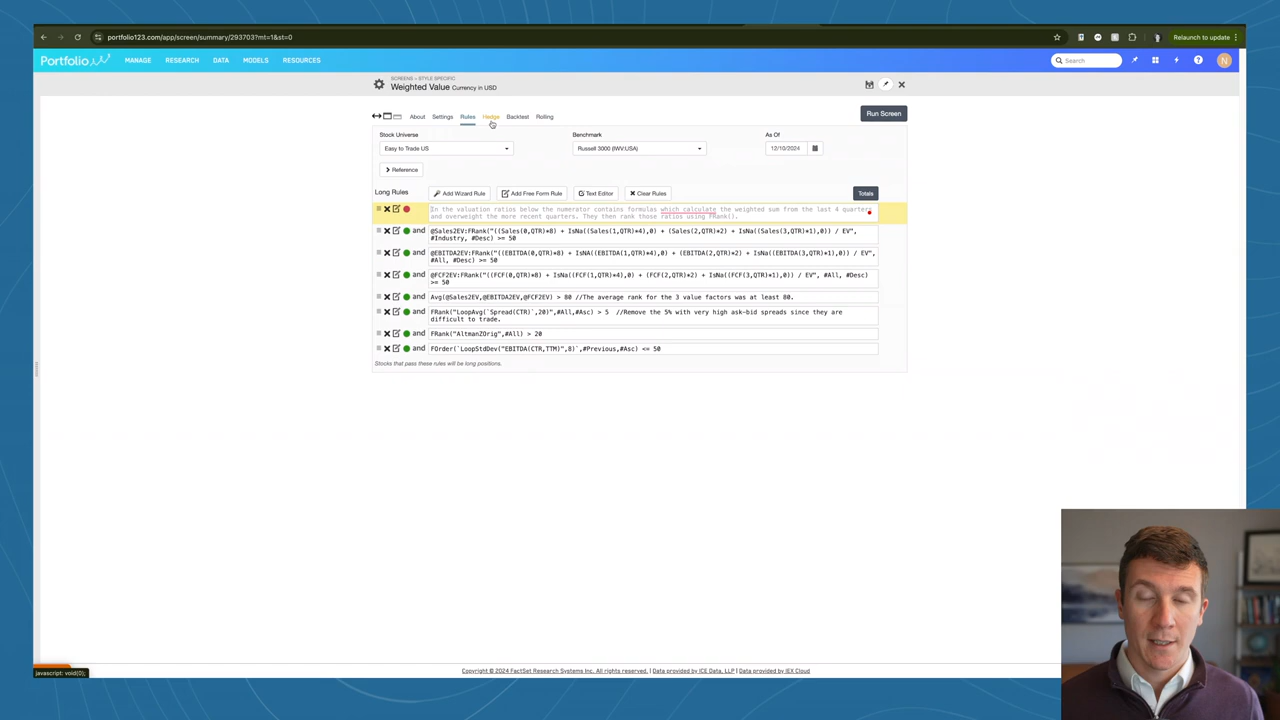 portfolio123.com/app/screen/summary/293703?mt=1&st=0
Relaunch to update
Portfolio
MANAGE
RESEARCH
DATA
MODELS
RESOURCES
Search
N
SCREENS > STYLE SPECIFIC
Weighted Value Currency in USD
About
Settings
Rules
Hedge
Backtest
Rolling
Run Screen
Stock Universe
Benchmark
As Of
Easy to Trade US
Russell 3000 (IWV:USA)
12/10/2024
Reference
Long Rules
Add Wizard Rule
Add Free Form Rule
Text Editor
Clear Rules
Totals
In the valuation ratios below the numerator contains formulas which calculate the weighted sum from the last 4 quarters
and overweight the more recent quarters. They then rank those ratios using FRank().
and @Sales2EV:FRank("((Sales(0,QTR)*8) + IsNa((Sales(1,QTR)*4),0) + (Sales(2,QTR)*2) + IsNa((Sales(3,QTR)*1),0)) / EV",
#Industry, #Desc) >= 50
and @EBITDA2EV:FRank("((EBITDA(0,QTR)*8) + IsNa((EBITDA(1,QTR)*4),0) + (EBITDA(2,QTR)*2) + IsNa((EBITDA(3,QTR)*1),0)) / EV",
#All, #Desc) >= 50
and @FCF2EV:FRank("((FCF(0,QTR)*8) + IsNa((FCF(1,QTR)*4),0) + (FCF(2,QTR)*2) + IsNa((FCF(3,QTR)*1),0)) / EV", #All, #Desc)
>= 50
and Avg(@Sales2EV,@EBITDA2EV,@FCF2EV) > 80 //The average rank for the 3 value factors was at least 80.
and FRank("LoopAvg(`Spread(CTR)`,20)",#All,#Asc) > 5 //Remove the 5% with very high ask-bid spreads since they are
difficult to trade.
and FRank("AltmanZOrig",#All) > 20
and FOrder(`LoopStdDev("EBITDA(CTR,TTM)",8)`,#Previous,#Asc) <= 50
Stocks that pass these rules will be long positions.
Copyright © 2024 FactSet Research Systems Inc. All rights reserved. | Data provided by ICE Data, LLP | Data provided by IEX Cloud
javascript: void(0);